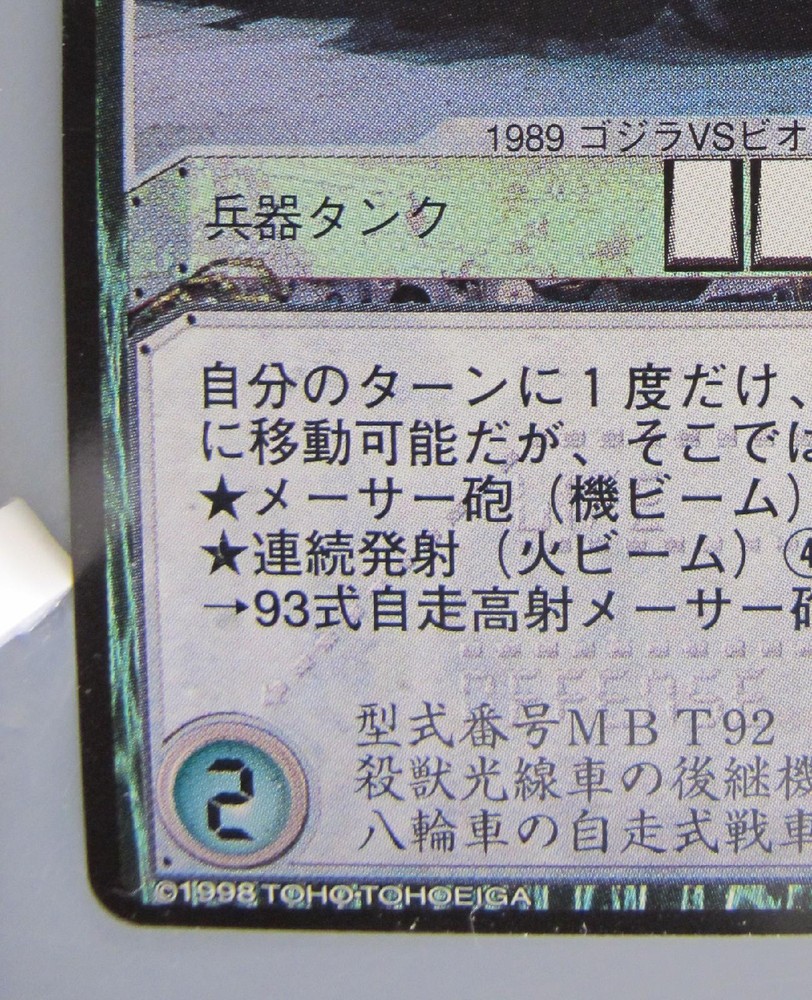 1989 ゴジラVSビオ
兵器タンク
自分のターンに1度だけ、
に移動可能だが、そこでは
★メーサー砲（機ビーム）
★連続発射（火ビーム）④
→93式自走高射メーサー砲
型式番号MBT92
殺獣光線車の後継機
八輪車の自走式戦車
2
©1998 TOHO・TOHOEIGA